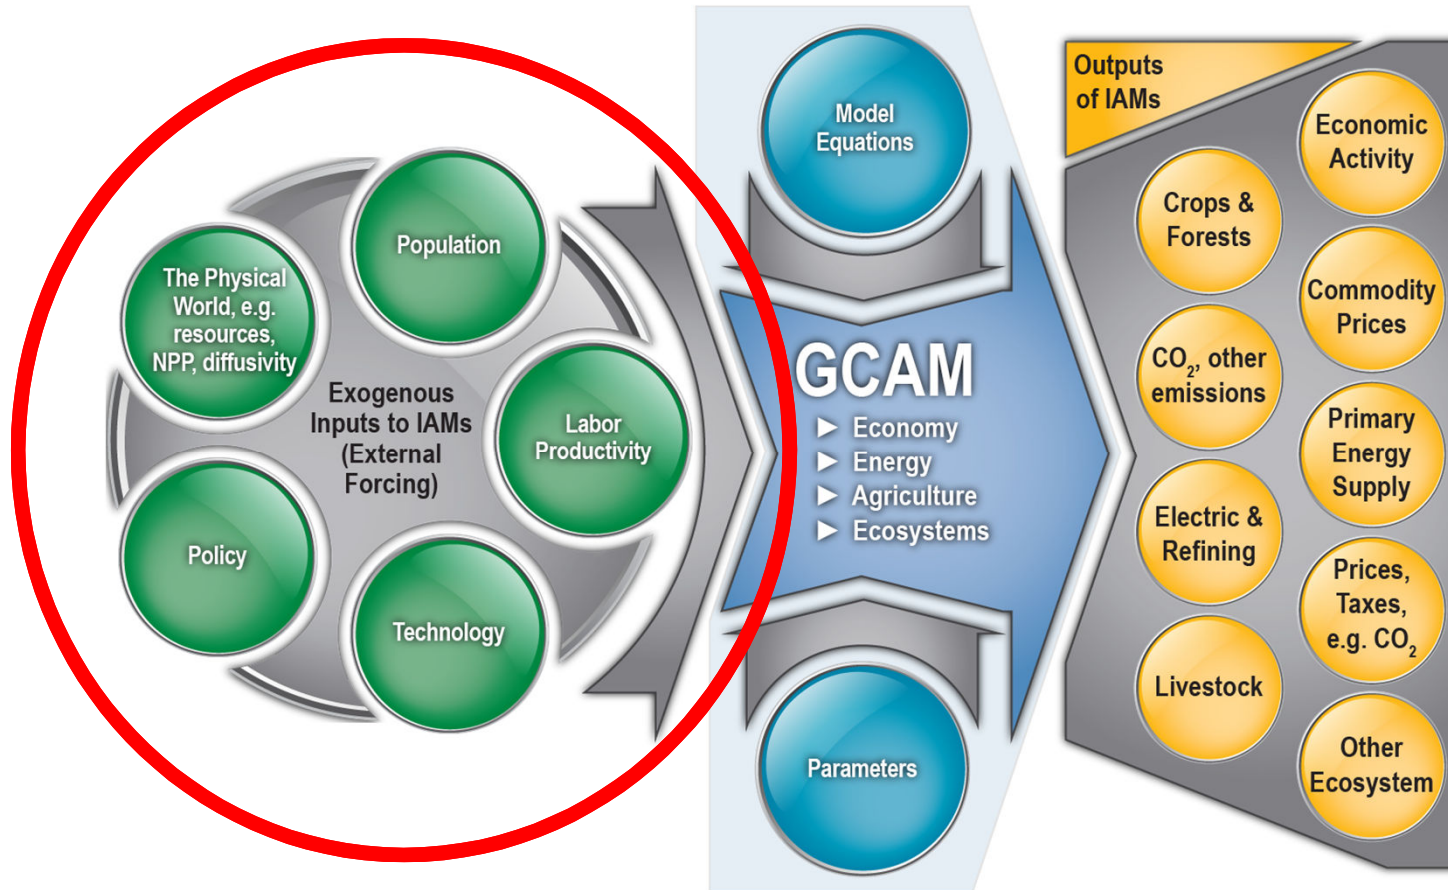 Population
The Physical
World, e.g.
resources,
NPP, diffusivity
Exogenous
Inputs to IAMs
(External
Forcing)
Labor
Productivity
Policy
Technology
Model
Equations
GCAM
► Economy
► Energy
► Agriculture
► Ecosystems
Parameters
Outputs
of IAMs
Crops &
Forests
CO₂, other
emissions
Electric &
Refining
Livestock
Economic
Activity
Commodity
Prices
Primary
Energy
Supply
Prices,
Taxes,
e.g. CO₂
Other
Ecosystem